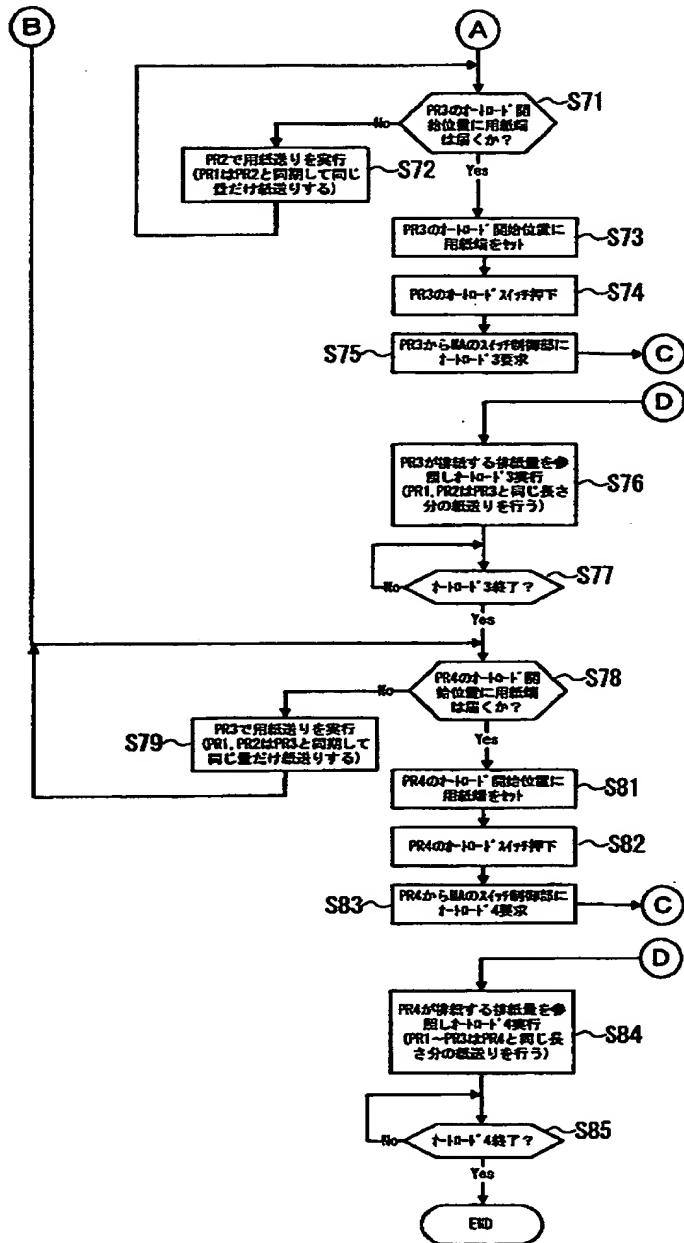 B
A
PR3のｵｰﾄﾛｰﾄﾞ開
始位置に用紙端
は届くか？
S71
No
Yes
PR2で用紙送りを実行
(PR1はPR2と同期して同じ
量だけ紙送りする)
S72
PR3のｵｰﾄﾛｰﾄﾞ開始位置に
用紙端をｾｯﾄ
S73
PR3のｵｰﾄﾛｰﾄﾞｽｲｯﾁ押下
S74
S75
PR3からMAのｽｲｯﾁ制御部に
ｵｰﾄﾛｰﾄﾞ3要求
C
D
PR3が排紙する排紙量を参
照しｵｰﾄﾛｰﾄﾞ3実行
(PR1,PR2はPR3と同じ長さ
分の紙送りを行う)
S76
ｵｰﾄﾛｰﾄﾞ3終了？
S77
No
Yes
PR4のｵｰﾄﾛｰﾄﾞ開
始位置に用紙端
は届くか？
S78
No
Yes
S79
PR3で用紙送りを実行
(PR1,PR2はPR3と同期して
同じ量だけ紙送りする)
PR4のｵｰﾄﾛｰﾄﾞ開始位置に
用紙端をｾｯﾄ
S81
PR4のｵｰﾄﾛｰﾄﾞｽｲｯﾁ押下
S82
S83
PR4からMAのｽｲｯﾁ制御部に
ｵｰﾄﾛｰﾄﾞ4要求
C
D
PR4が排紙する排紙量を参
照しｵｰﾄﾛｰﾄﾞ4実行
(PR1～PR3はPR4と同じ長
さ分の紙送りを行う)
S84
ｵｰﾄﾛｰﾄﾞ4終了？
S85
No
Yes
END